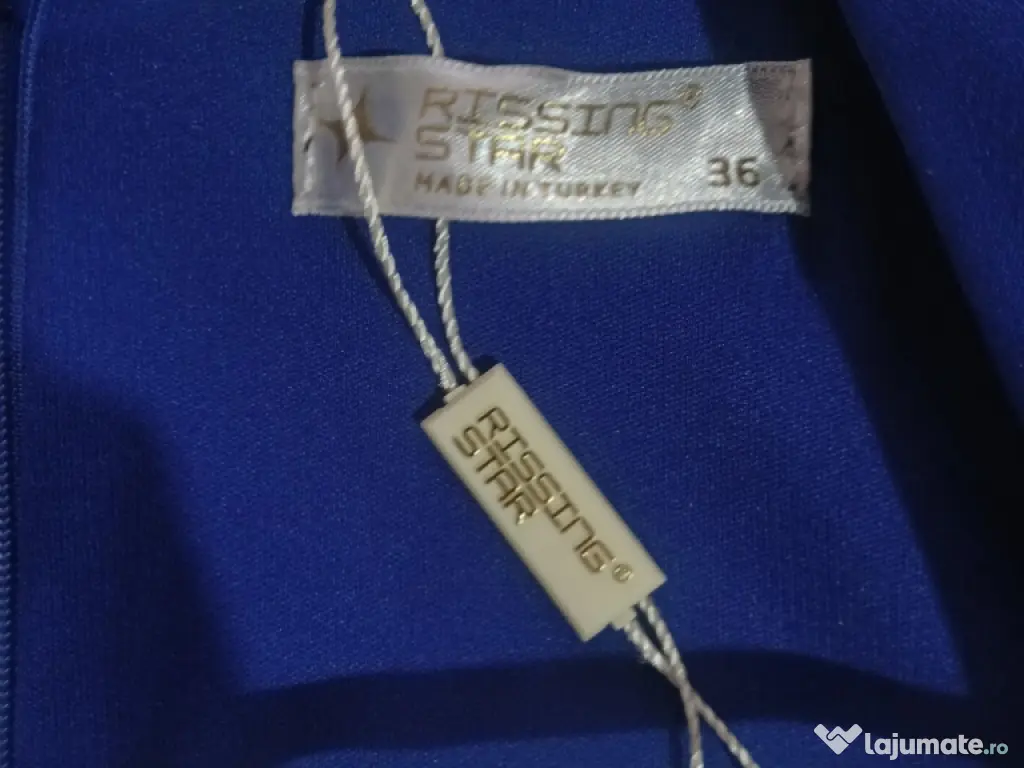 RISSING®
STAR
MADE IN TURKEY
36
RISSING
STAR ®
lajumate.ro